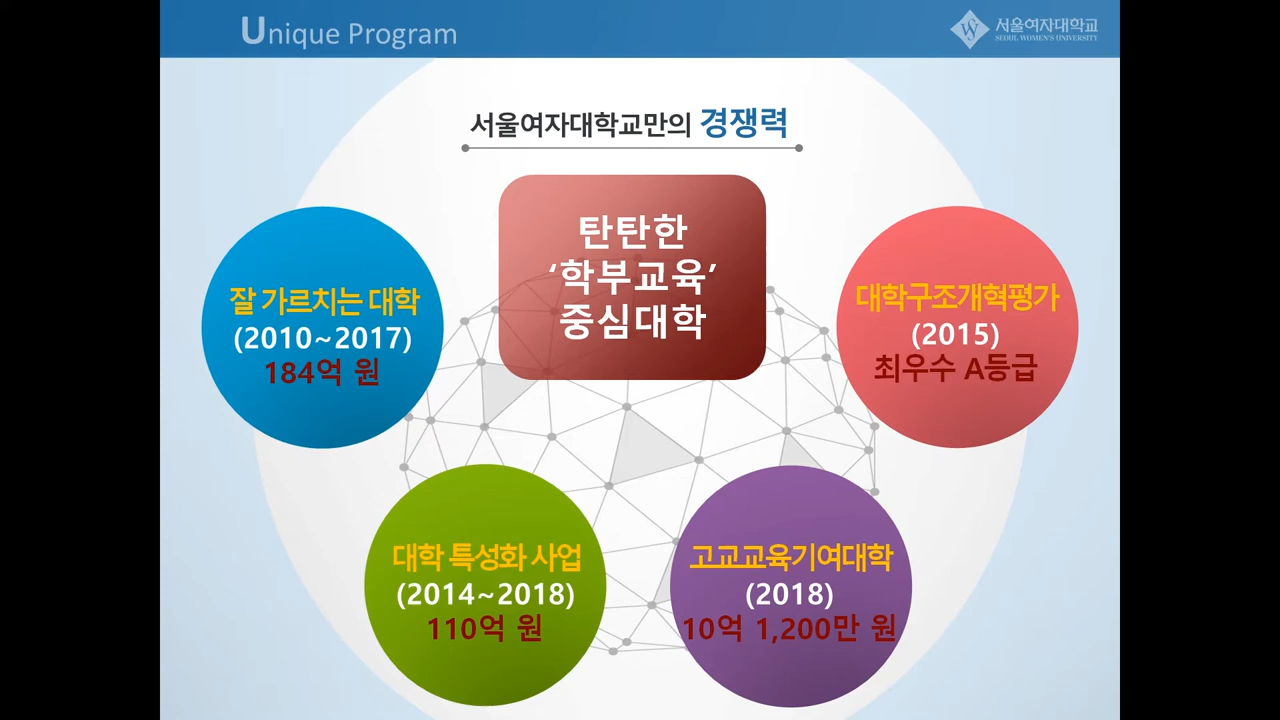 Unique Program
서울여자대학교
SEOUL WOMEN'S UNIVERSITY
서울여자대학교만의 경쟁력
탄탄한
‘학부교육’
중심대학
잘 가르치는 대학
(2010~2017)
184억 원
대학구조개혁평가
(2015)
최우수 A등급
대학 특성화 사업
(2014~2018)
110억 원
고교교육기여대학
(2018)
10억 1,200만 원